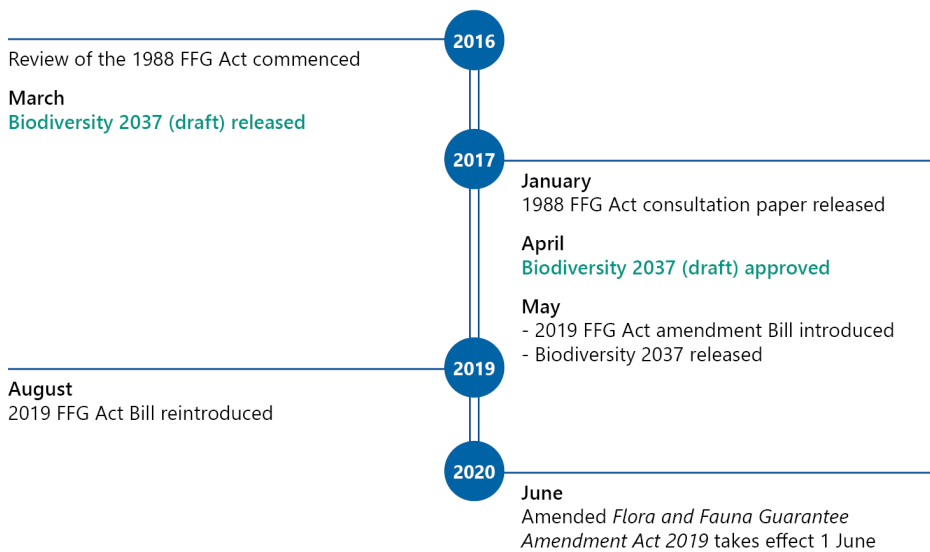 2016
Review of the 1988 FFG Act commenced
March
Biodiversity 2037 (draft) released
2017
January
1988 FFG Act consultation paper released
April
Biodiversity 2037 (draft) approved
May
- 2019 FFG Act amendment Bill introduced
- Biodiversity 2037 released
2019
August
2019 FFG Act Bill reintroduced
2020
June
Amended Flora and Fauna Guarantee
Amendment Act 2019 takes effect 1 June